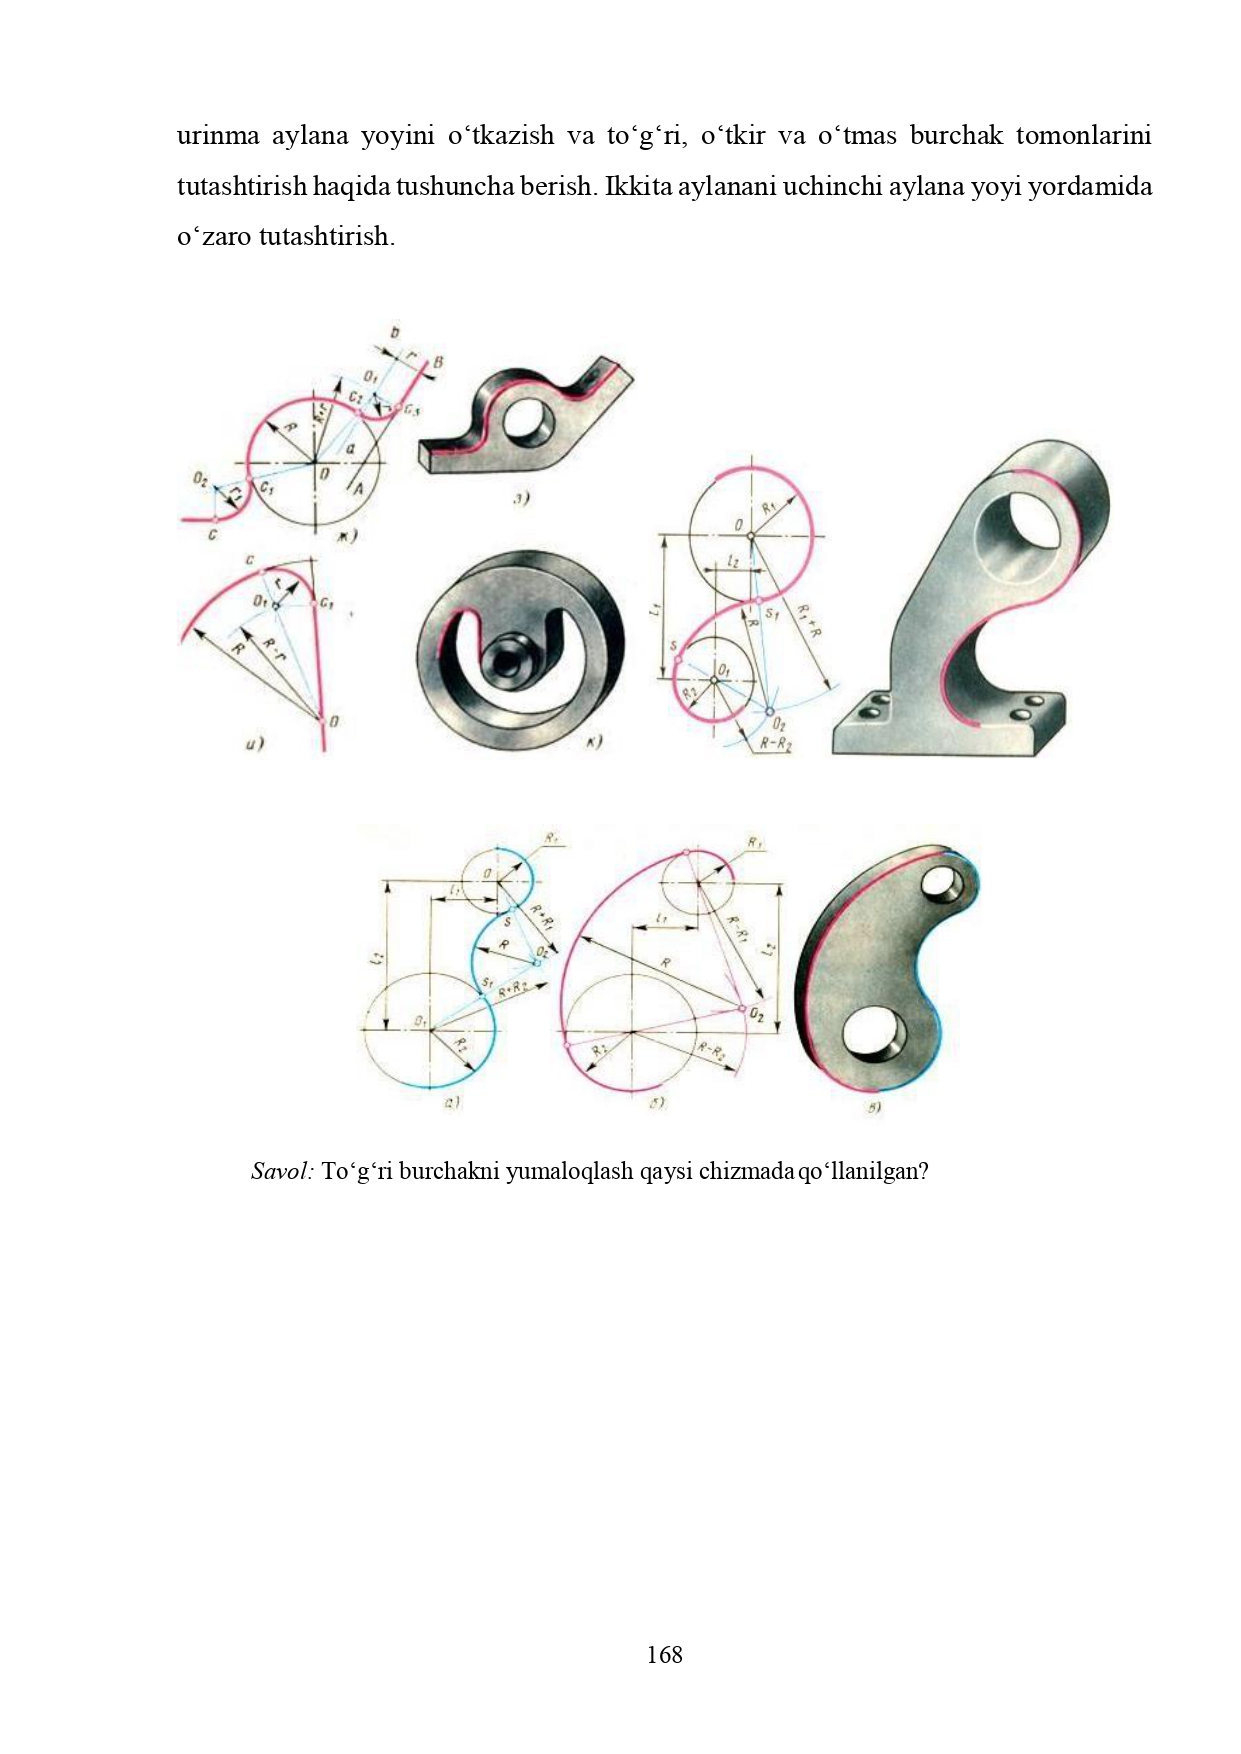 urinma aylana yoyini o‘tkazish va to‘g‘ri, o‘tkir va o‘tmas burchak tomonlarini
tutashtirish haqida tushuncha berish. Ikkita aylanani uchinchi aylana yoyi yordamida
o‘zaro tutashtirish.
b
r
B
O₁
C₂
C₃
R+r
R
a
O
A
O₂
r₁
C₁
C
ж)
з)
C
r
O₁
C₁
R
R-r
O
и)
к)
R₁
O
l₂
l₁
S₁
R
R₁+R
S
O₁
R₂
O₂
R-R₂
R₁
O
l₁
R+R₁
S
R
O₂
l₂
S₁
R+R₂
O₁
R₂
а)
R₁
l₁
R-R₁
l₂
R
O₂
R₂
R-R₂
б)
в)
Savol: To‘g‘ri burchakni yumaloqlash qaysi chizmada qo‘llanilgan?
168